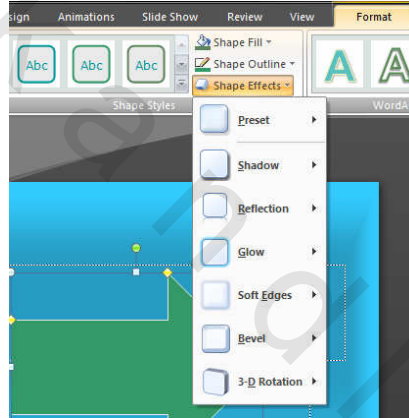 sign Animations Slide Show Review View Format
Abc Abc Abc Shape Fill A A
Shape Outline
Shape Effects
Shape Styles WordA
Preset
Shadow
Reflection
Glow
Soft Edges
Bevel
3-D Rotation